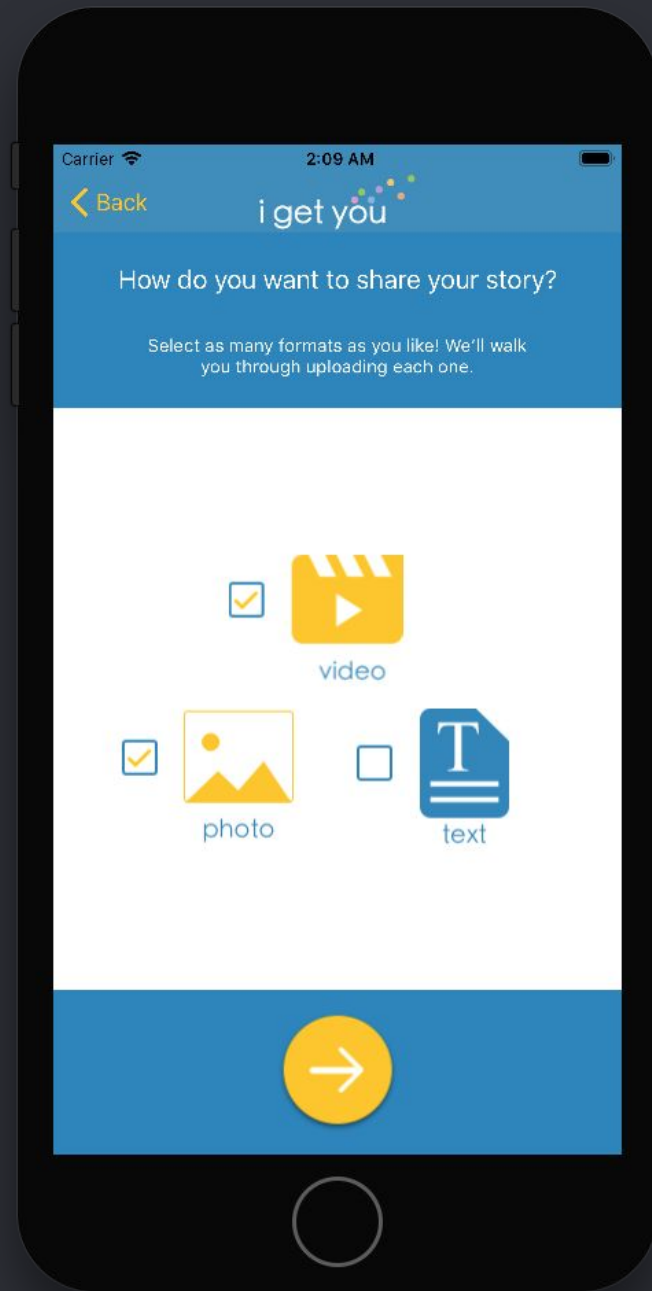 Carrier
2:09 AM
Back
i get you
How do you want to share your story?
Select as many formats as you like! We'll walk
you through uploading each one.
video
photo
T
text